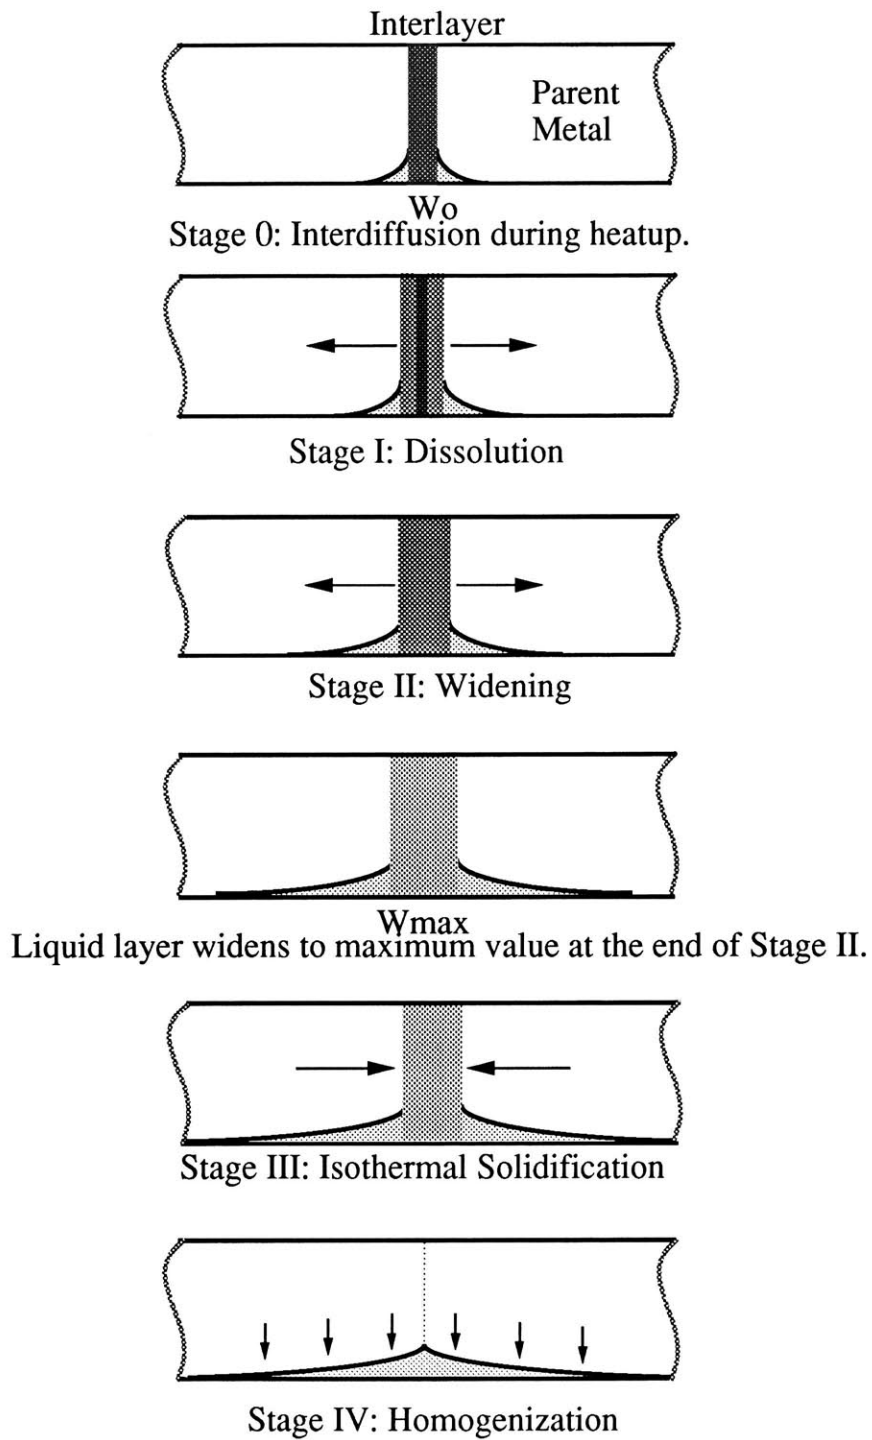 Interlayer
Parent
Metal
Wo
Stage 0: Interdiffusion during heatup.
Stage I: Dissolution
Stage II: Widening
Wmax
Liquid layer widens to maximum value at the end of Stage II.
Stage III: Isothermal Solidification
Stage IV: Homogenization